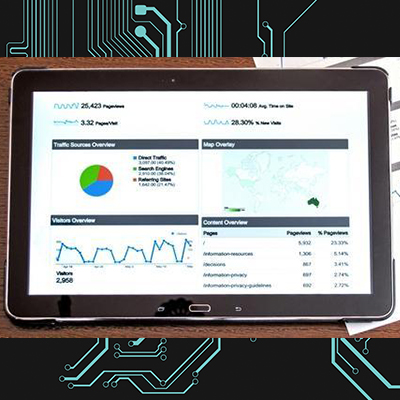 25,423 Pageviews
00:04:08 Avg. Time on Site
3.32 Pages/Visit
28.30% % New Visits
Traffic Sources Overview
Direct Traffic
Search Engines
Referring Sites
Map Overlay
Visitors Overview
Visitors
2,958
Content Overview
Pages Pageviews % Pageviews
/ 5,932 23.33%
/information-resources 1,306 5.14%
/decisions 867 3.41%
/information-privacy 697 2.74%
/information-privacy-guidelines 692 2.72%